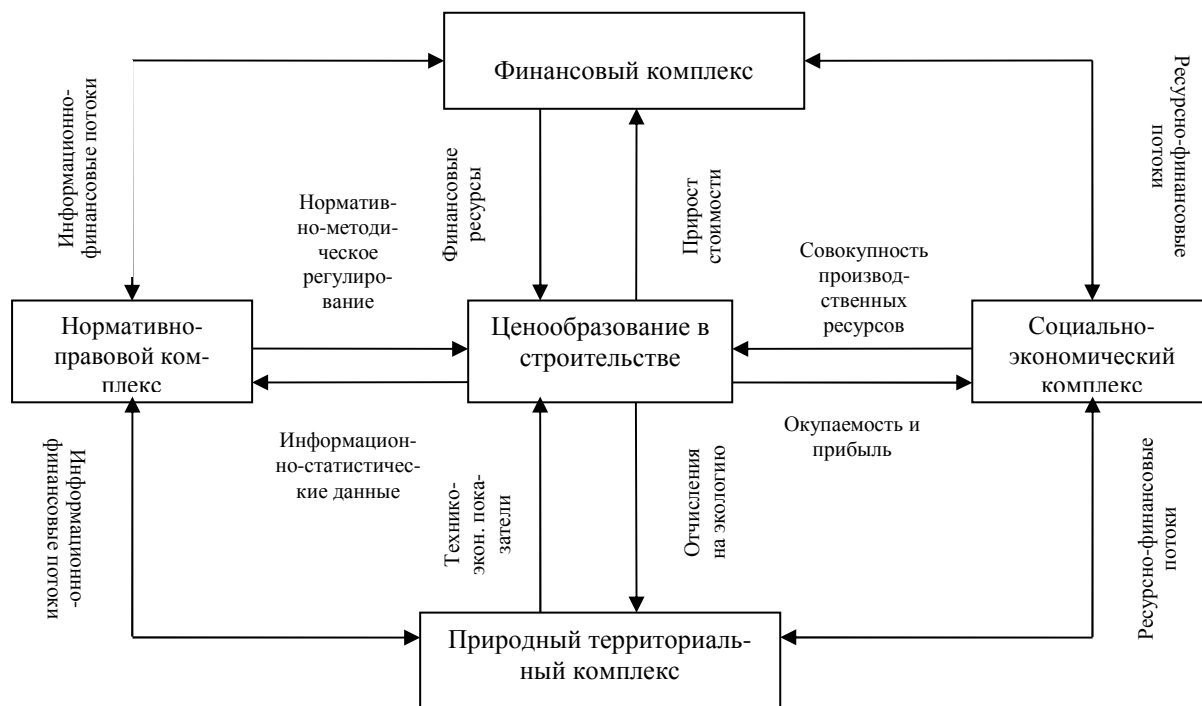 Финансовый комплекс
Информационно-
финансовые потоки
Финансовые
ресурсы
Прирост
стоимости
Ресурсно-финансовые
потоки
Норматив-
но-методи-
ческое
регулиро-
вание
Совокупность
производ-
ственных
ресурсов
Нормативно-
правовой ком-
плекс
Ценообразование в
строительстве
Социально-
экономический
комплекс
Информацион-
но-статистичес-
кие данные
Окупаемость и
прибыль
Информационно-
финансовые потоки
Технико-
экон. пока-
затели
Отчисления
на экологию
Ресурсно-финансовые
потоки
Природный территориаль-
ный комплекс